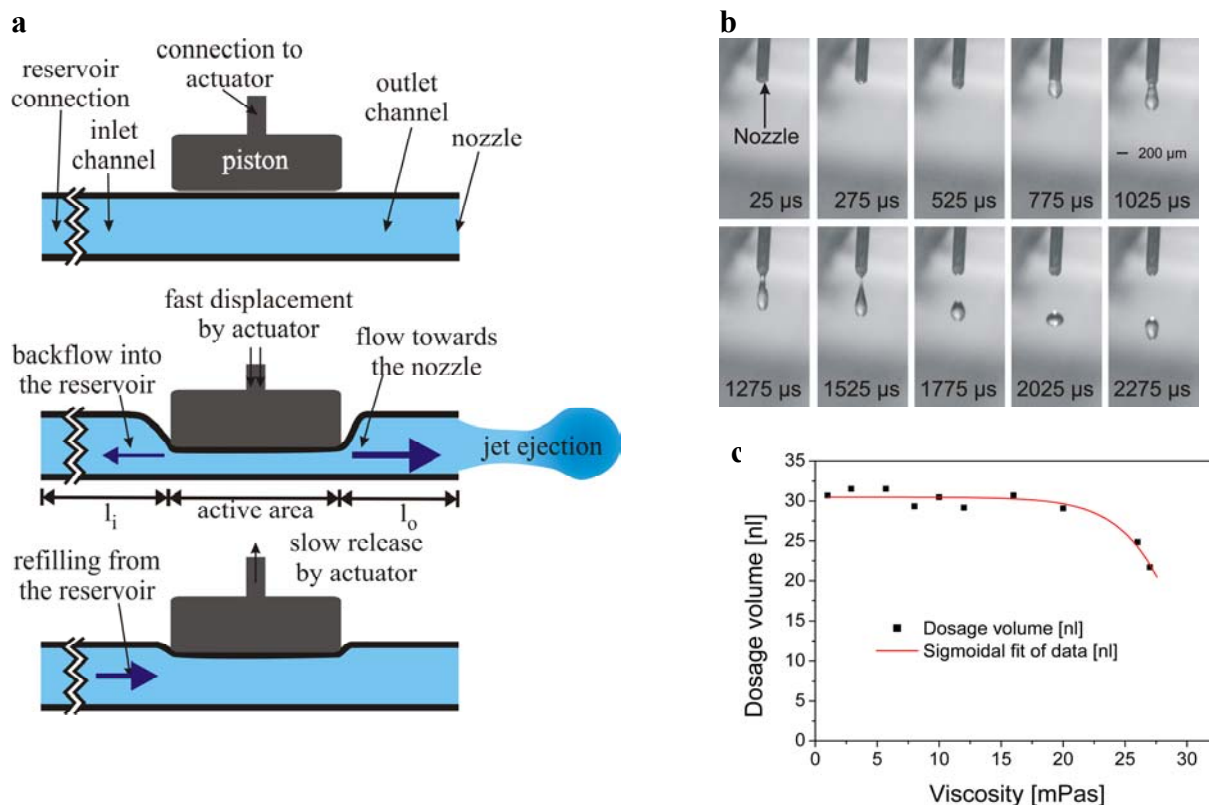 a
connection to
actuator
reservoir
connection
inlet
channel
outlet
channel
nozzle
piston
fast displacement
by actuator
backflow into
the reservoir
flow towards
the nozzle
jet ejection
l_i
active area
l_o
slow release
by actuator
refilling from
the reservoir
b
Nozzle
200 µm
25 µs
275 µs
525 µs
775 µs
1025 µs
1275 µs
1525 µs
1775 µs
2025 µs
2275 µs
c
35
30
25
20
15
10
5
0
Dosage volume [nl]
Dosage volume [nl]
Sigmoidal fit of data [nl]
0
5
10
15
20
25
30
Viscosity [mPas]